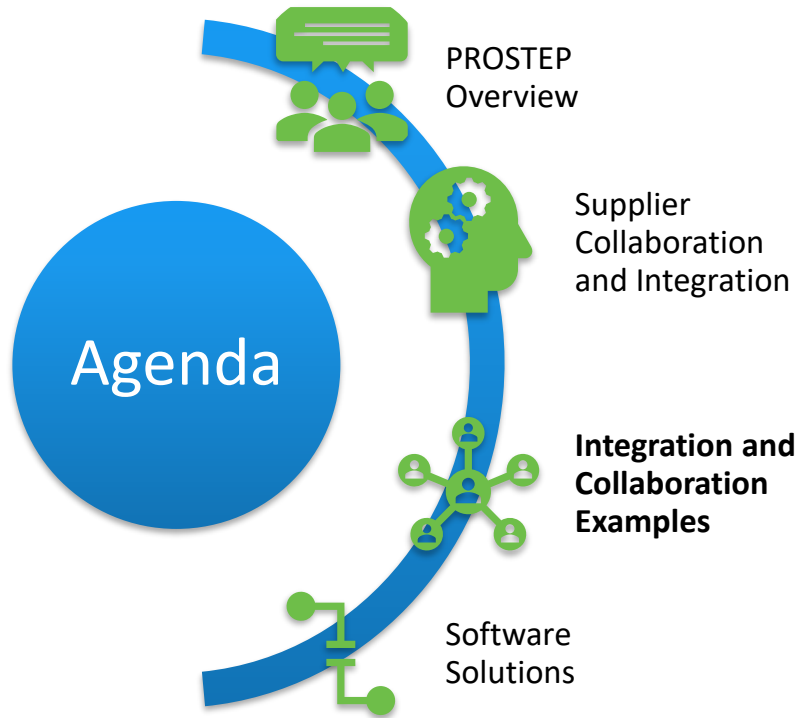 Agenda
PROSTEP
Overview
Supplier
Collaboration
and Integration
Integration and
Collaboration
Examples
Software
Solutions